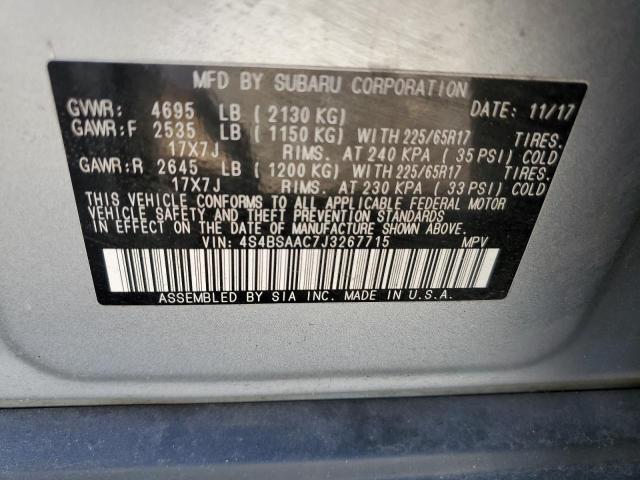 MFD BY SUBARU CORPORATION
GVWR: 4695 LB (2130 KG) DATE: 11/17
GAWR:F 2535 LB (1150 KG) WITH 225/65R17 TIRES.
17X7J RIMS. AT 240 KPA (35 PSI) COLD
GAWR:R 2645 LB (1200 KG) WITH 225/65R17 TIRES.
17X7J RIMS. AT 230 KPA (33 PSI) COLD
THIS VEHICLE CONFORMS TO ALL APPLICABLE FEDERAL MOTOR
VEHICLE SAFETY AND THEFT PREVENTION STANDARDS
IN EFFECT ON THE DATE OF MANUFACTURE SHOWN ABOVE.
VIN: 4S4BSAAC7J3267715 MPV
ASSEMBLED BY SIA INC. MADE IN U.S.A.